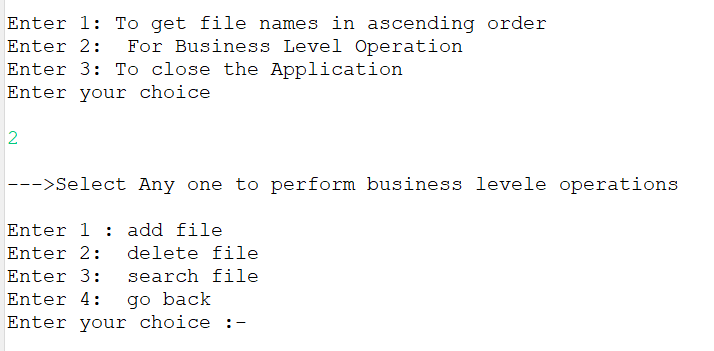 Enter 1: To get file names in ascending order
Enter 2:  For Business Level Operation
Enter 3: To close the Application
Enter your choice
2
--->Select Any one to perform business levele operations
Enter 1 : add file
Enter 2:  delete file
Enter 3:  search file
Enter 4:  go back
Enter your choice :-